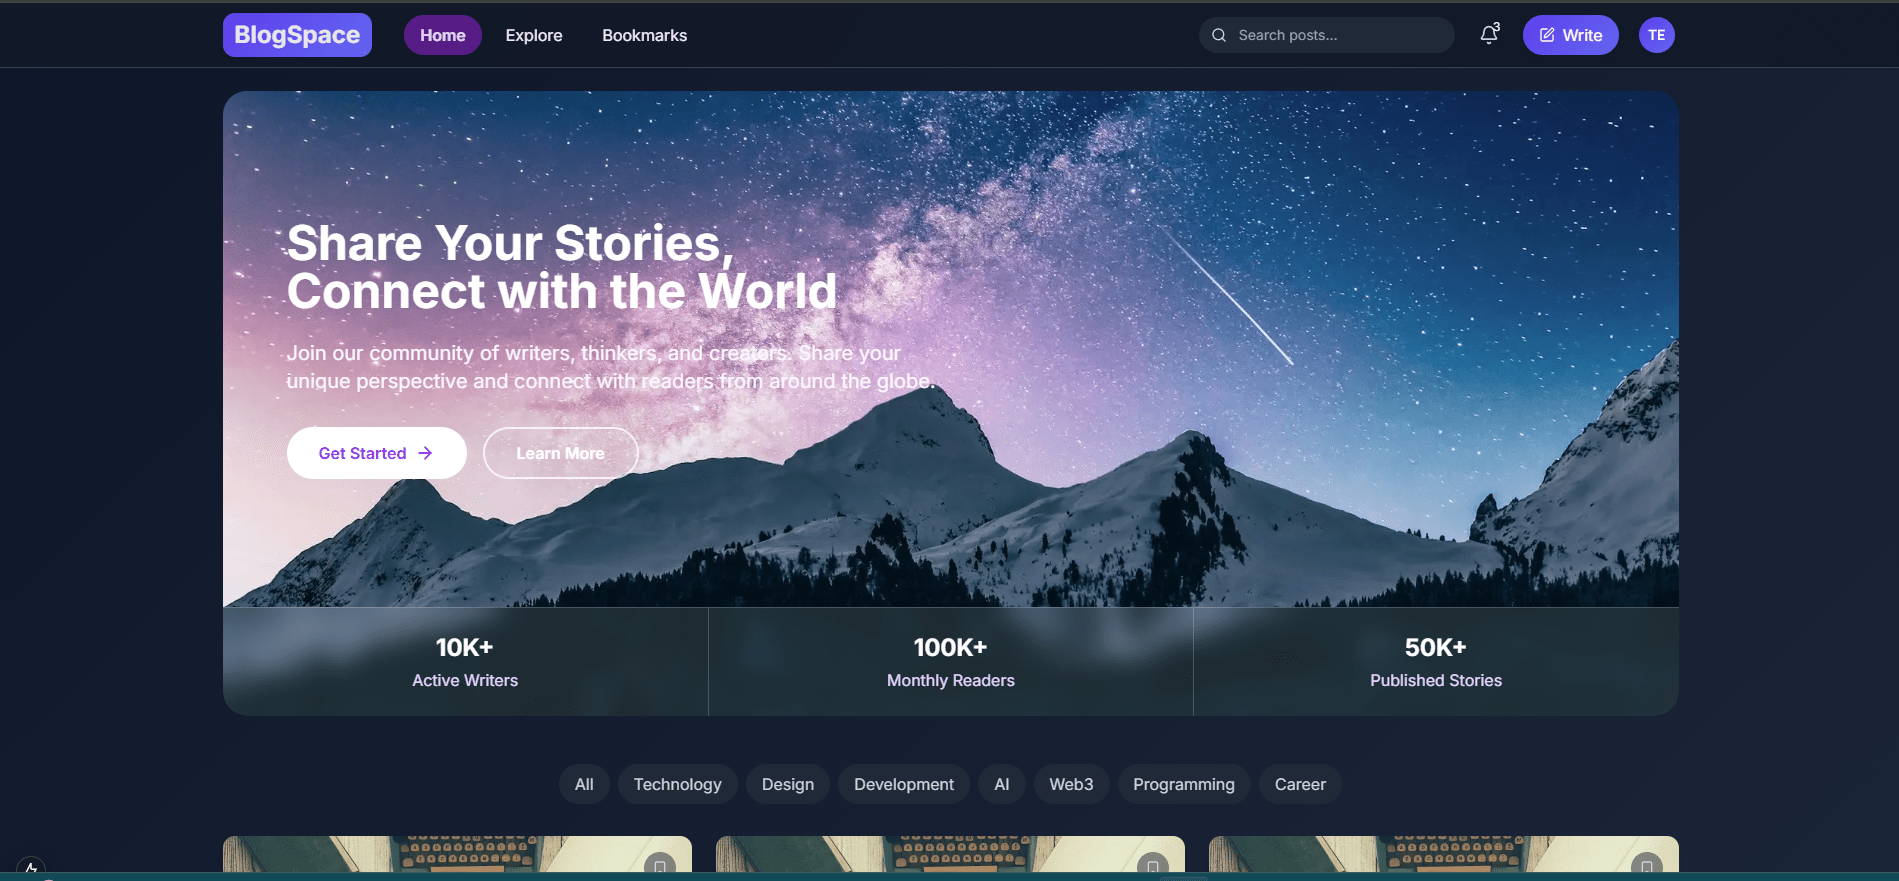 BlogSpace
Home
Explore
Bookmarks
Search posts...
3
Write
TE
Share Your Stories,
Connect with the World
Join our community of writers, thinkers, and creators. Share your
unique perspective and connect with readers from around the globe.
Get Started
Learn More
10K+
Active Writers
100K+
Monthly Readers
50K+
Published Stories
All
Technology
Design
Development
AI
Web3
Programming
Career